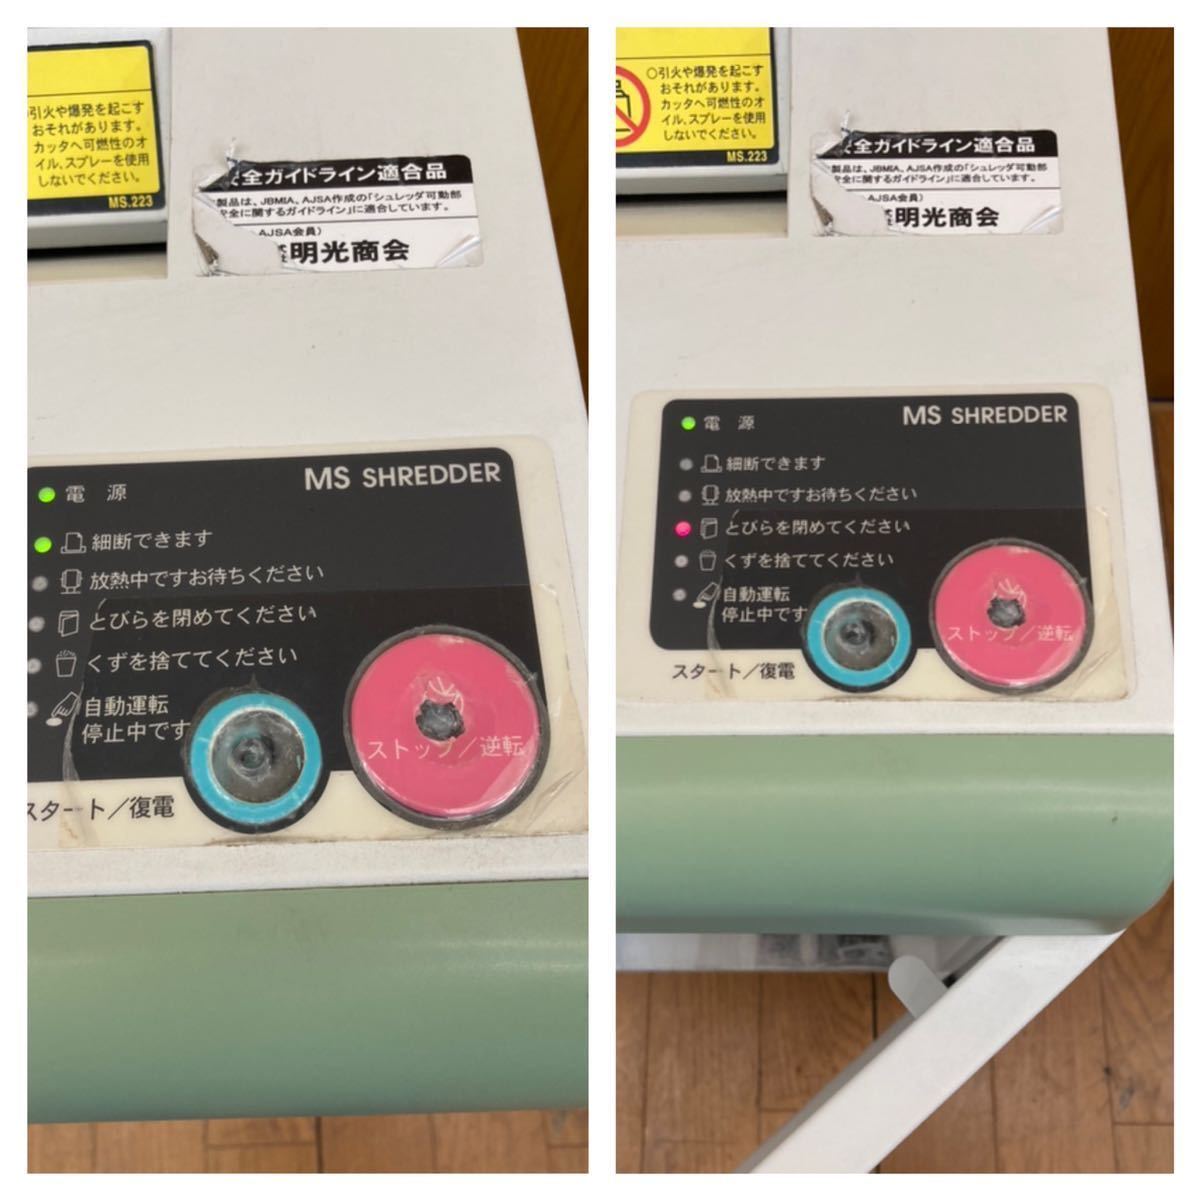 引火や爆発を起こす
おそれがあります。
カッタへ可燃性のオ
イル、スプレーを使用
しないでください。
MS.223
全ガイドライン適合品
製品は、JBMIA、AJSA作成の「シュレッダ可動部
全に関するガイドライン」に適合しています。
AJSA会員)
明光商会
MS SHREDDER
電 源
細断できます
放熱中ですお待ちください
とびらを閉めてください
くずを捨ててください
自動運転
停止中です
ストップ/逆転
スタート/復電
○引火や爆発を起こす
おそれがあります。
カッタへ可燃性のオ
イル、スプレーを使用
しないでください。
MS.223
全ガイドライン適合品
製品は、JBMIA、AJSA作成の「シュレッダ可動部
全に関するガイドライン」に適合しています。
AJSA会員)
明光商会
MS SHREDDER
電 源
細断できます
放熱中ですお待ちください
とびらを閉めてください
くずを捨ててください
自動運転
停止中です
ストップ/逆転
スタート/復電